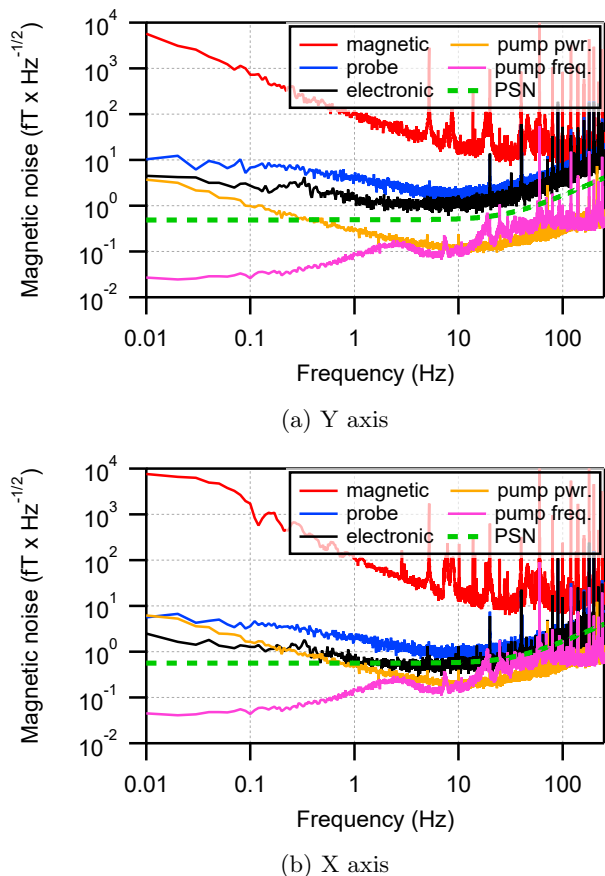 10^4
10^3
10^2
10^1
10^0
10^-1
10^-2
Magnetic noise (fT x Hz^-1/2)
magnetic
probe
electronic
pump pwr.
pump freq.
PSN
0.01 0.1 1 10 100
Frequency (Hz)
(a) Y axis
10^4
10^3
10^2
10^1
10^0
10^-1
10^-2
Magnetic noise (fT x Hz^-1/2)
magnetic
probe
electronic
pump pwr.
pump freq.
PSN
0.01 0.1 1 10 100
Frequency (Hz)
(b) X axis